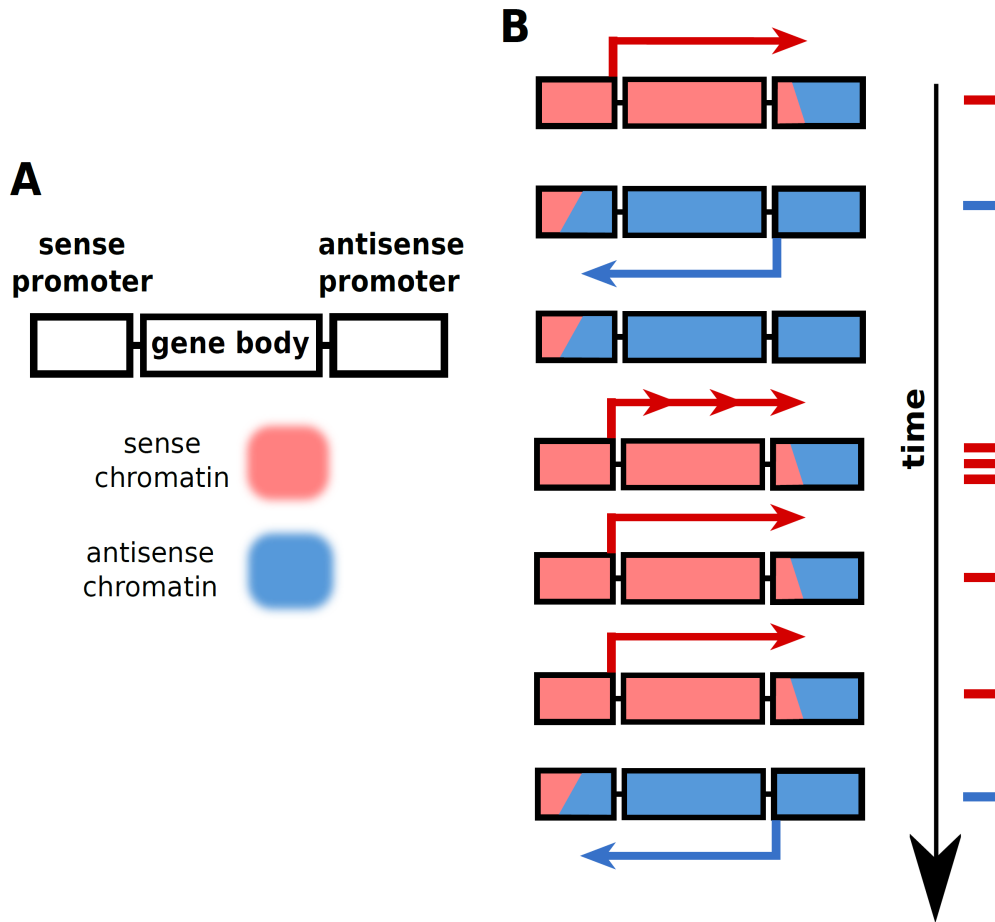 A
sense
promoter
antisense
promoter
gene body
sense
chromatin
antisense
chromatin
B
time